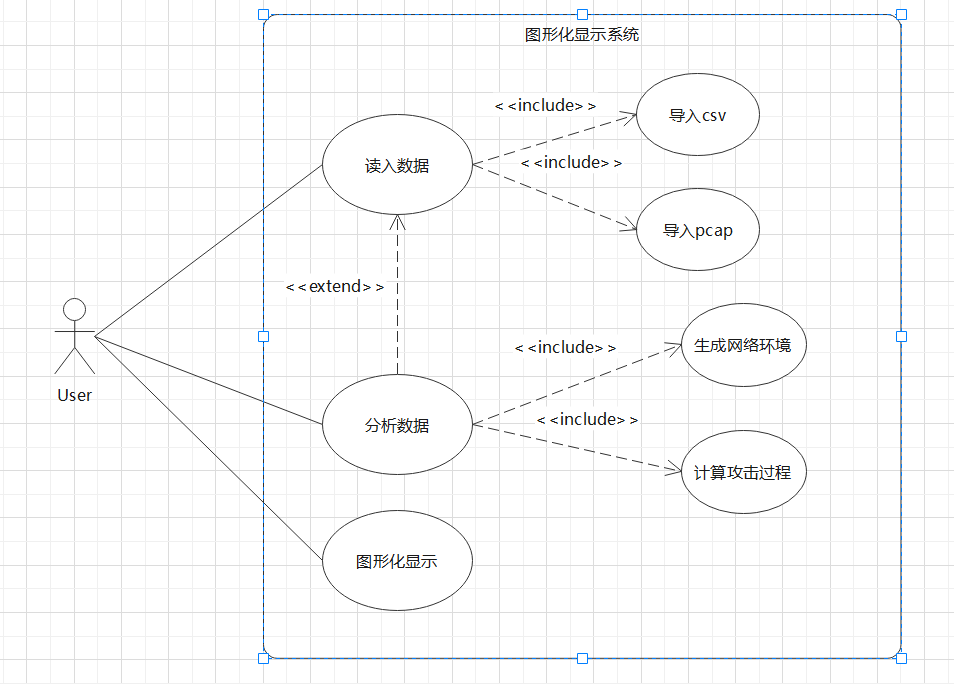 图形化显示系统
<<include>>
导入csv
读入数据
<<include>>
导入pcap
<<extend>>
User
<<include>>
生成网络环境
分析数据
<<include>>
计算攻击过程
图形化显示